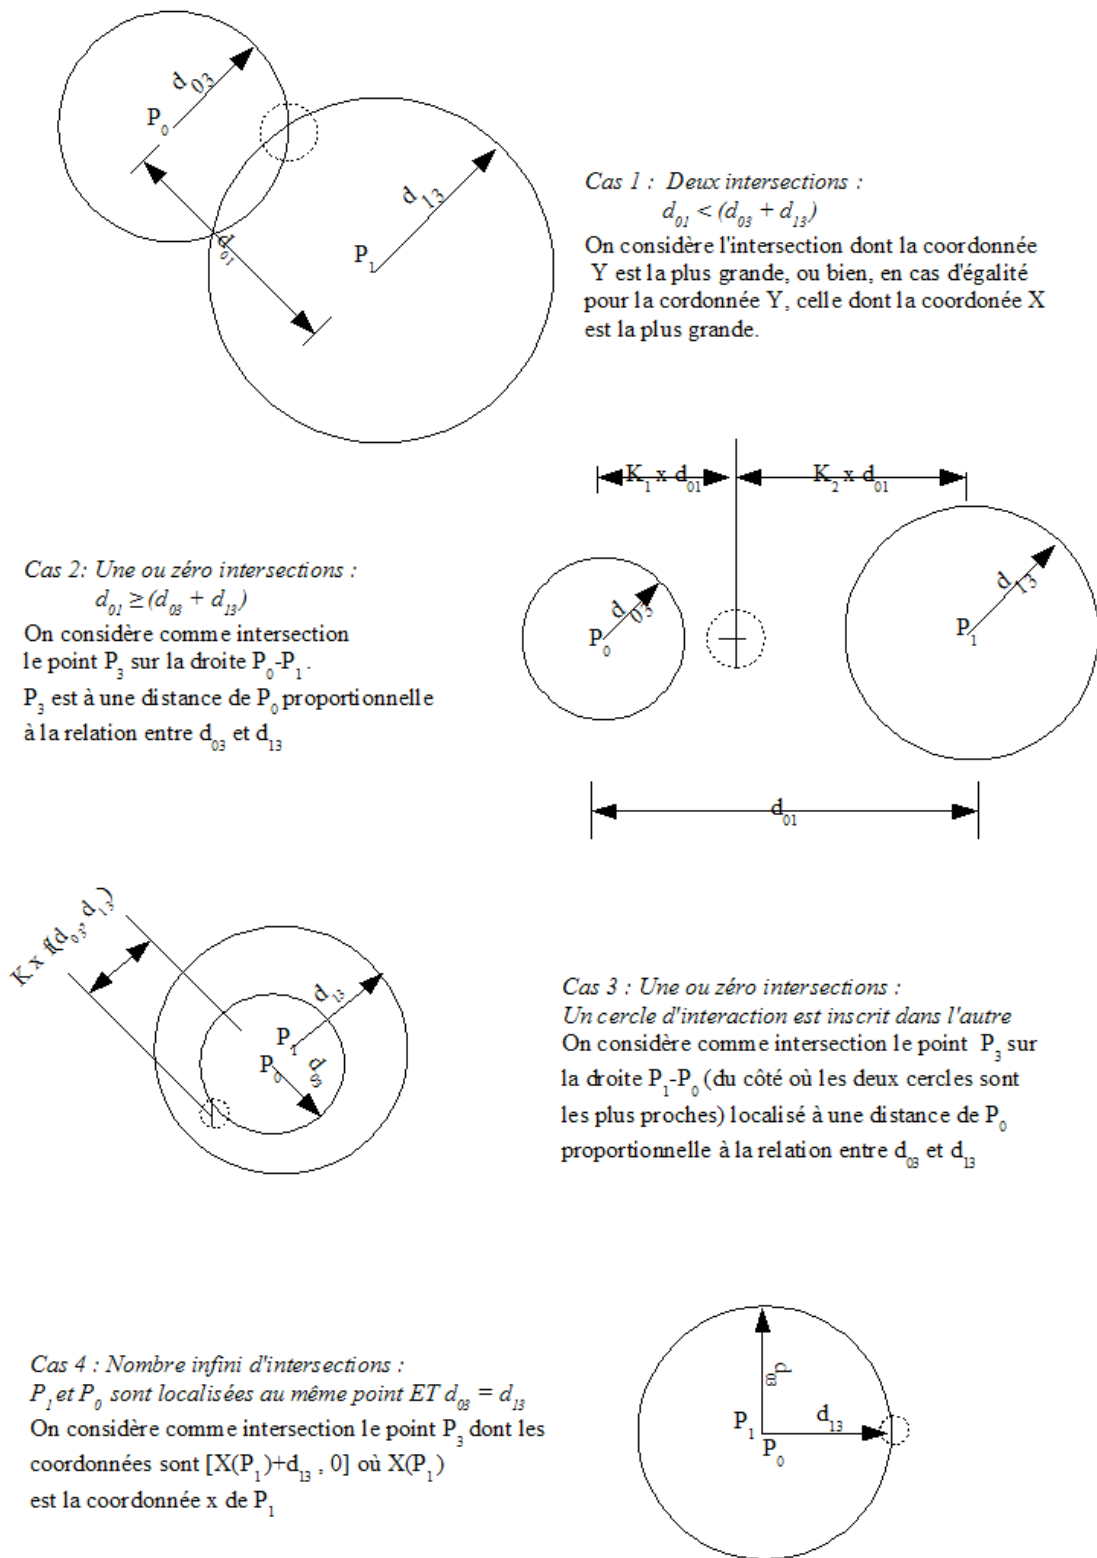 d₀₃
P₀
d₁₃
d₀₁
P₁
Cas 1 : Deux intersections :
d₀₁ < (d₀₃ + d₁₃)
On considère l'intersection dont la coordonnée
Y est la plus grande, ou bien, en cas d'égalité
pour la cordonnée Y, celle dont la coordonée X
est la plus grande.
K₁ x d₀₁
K₂ x d₀₁
Cas 2: Une ou zéro intersections :
d₀₁ ≥ (d₀₃ + d₁₃)
On considère comme intersection
le point P₃ sur la droite P₀-P₁.
P₃ est à une distance de P₀ proportionnelle
à la relation entre d₀₃ et d₁₃
d₀₃
P₀
d₁₃
P₁
d₀₁
K x f(d₀₃, d₁₃)
d₁₃
P₁
P₀
d₀₃
Cas 3 : Une ou zéro intersections :
Un cercle d'interaction est inscrit dans l'autre
On considère comme intersection le point P₃ sur
la droite P₁-P₀ (du côté où les deux cercles sont
les plus proches) localisé à une distance de P₀
proportionnelle à la relation entre d₀₃ et d₁₃
Cas 4 : Nombre infini d'intersections :
P₁ et P₀ sont localisées au même point ET d₀₃ = d₁₃
On considère comme intersection le point P₃ dont les
coordonnées sont [X(P₁)+d₁₃ , 0] où X(P₁)
est la coordonnée x de P₁
d₀₃
P₁
d₁₃
P₀